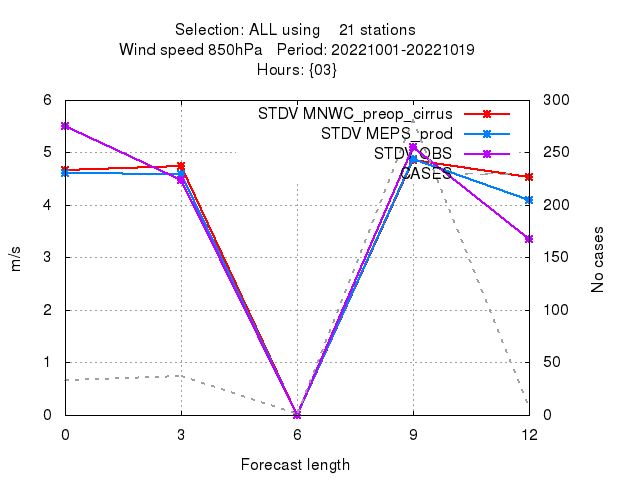 Selection: ALL using 21 stations
Wind speed 850hPa Period: 20221001-20221019
Hours: {03}
6 300
STDV MNWC_preop_cirrus
STDV MEPS_prod
5 250
STDV OBS
CASES
4 200
m/s
3 150
No cases
2 100
1 50
0 0
0 3 6 9 12
Forecast length